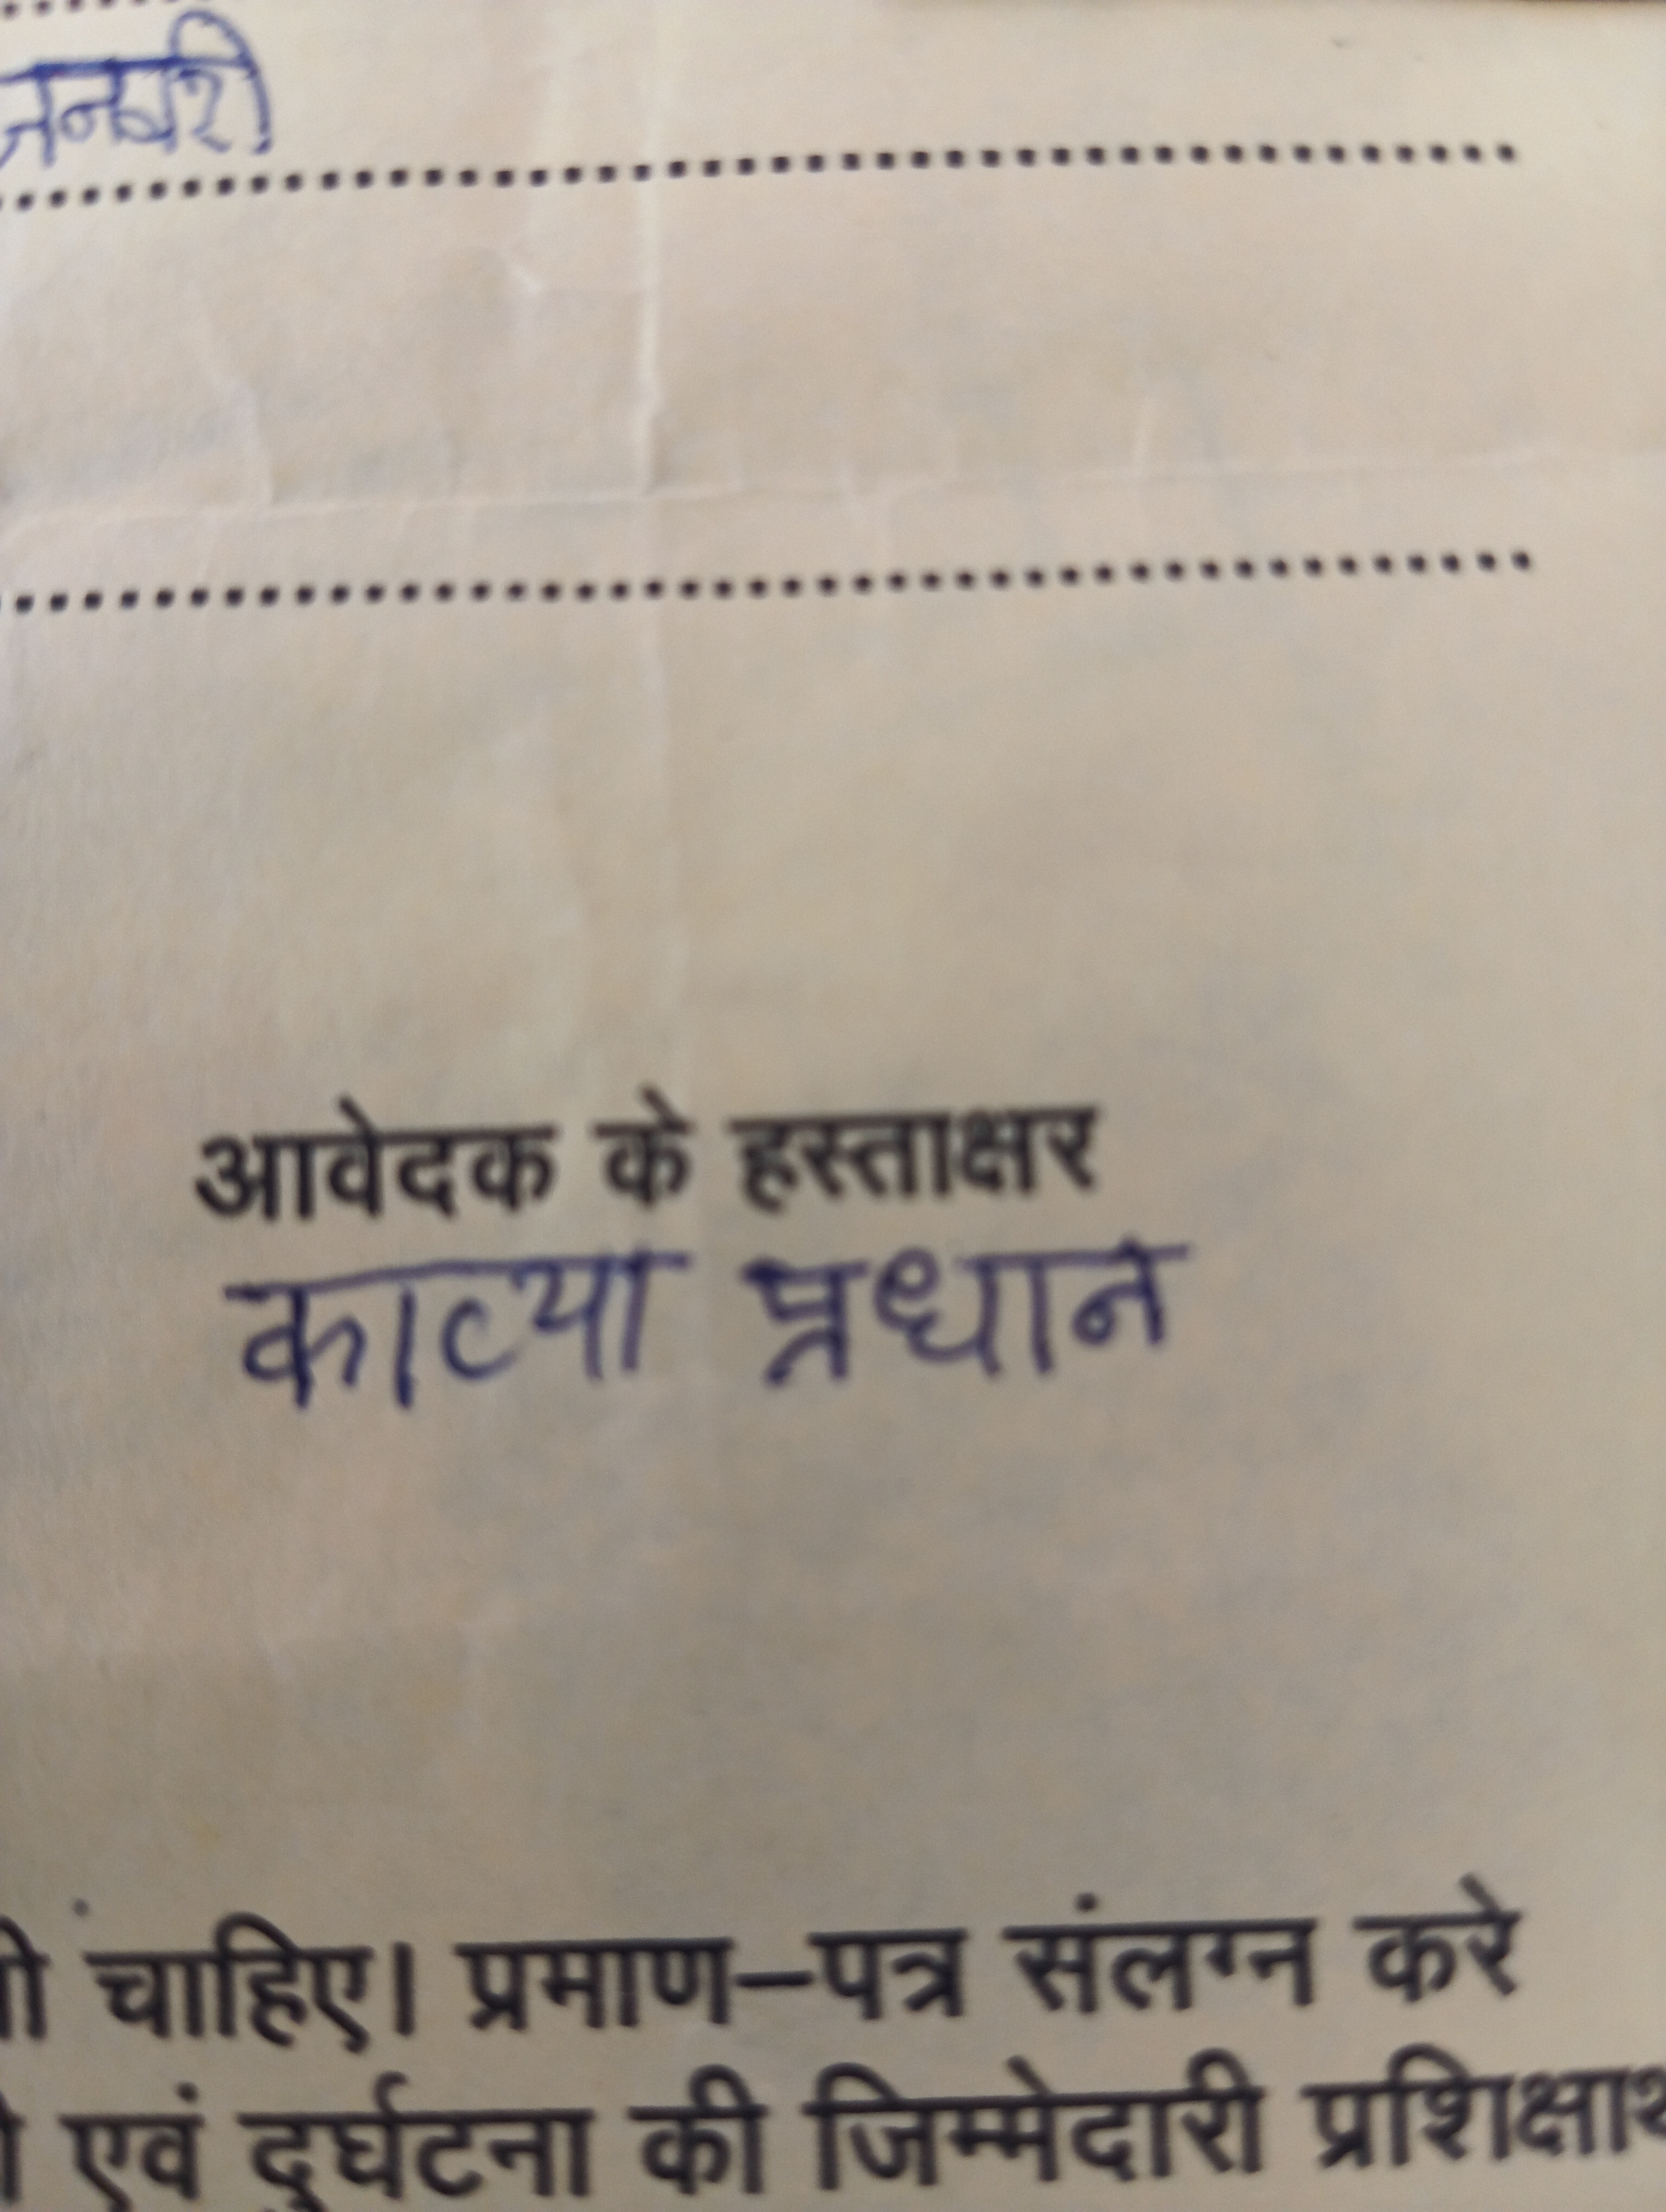 जनवरी
आवेदक के हस्ताक्षर
काव्या प्रधान
चाहिए। प्रमाण–पत्र संलग्न करे
एवं दुर्घटना की जिम्मेदारी